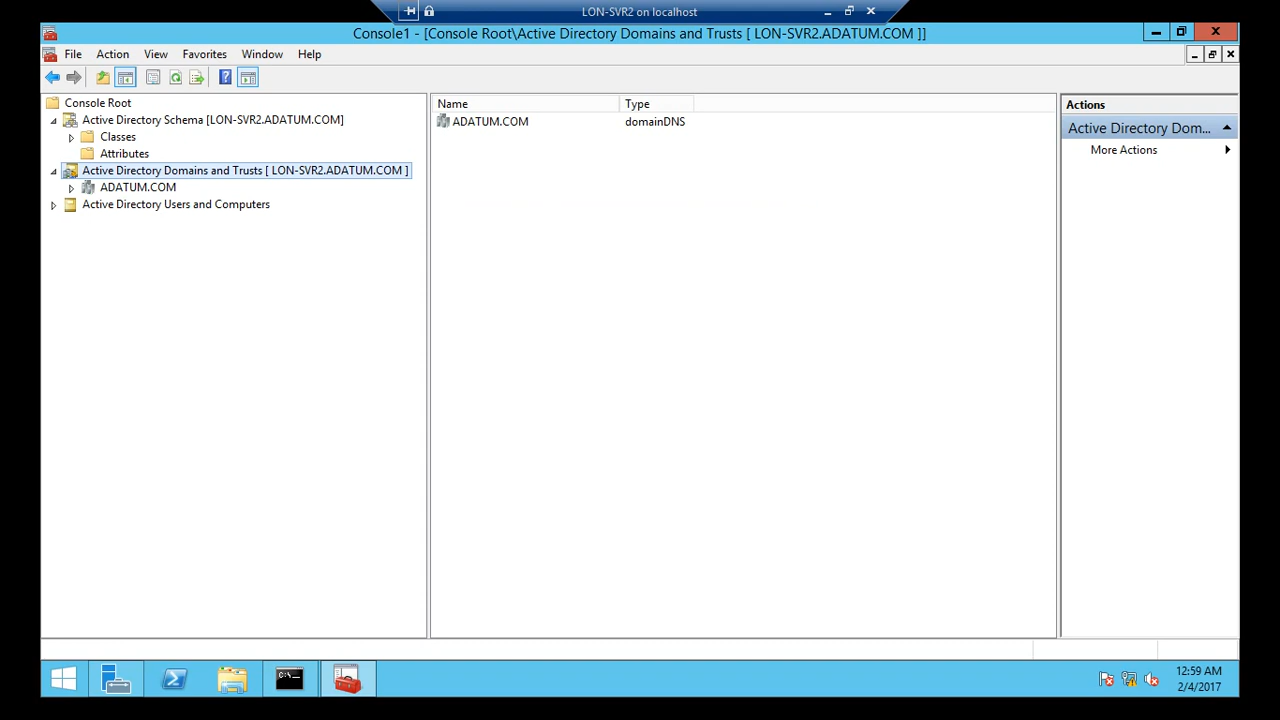 LON-SVR2 on localhost
Console1 - [Console Root\Active Directory Domains and Trusts [ LON-SVR2.ADATUM.COM ]]
File Action View Favorites Window Help
Console Root
Active Directory Schema [LON-SVR2.ADATUM.COM]
Classes
Attributes
Active Directory Domains and Trusts [ LON-SVR2.ADATUM.COM ]
ADATUM.COM
Active Directory Users and Computers
Name Type
ADATUM.COM domainDNS
Actions
Active Directory Dom...
More Actions
C:\_
12:59 AM
2/4/2017